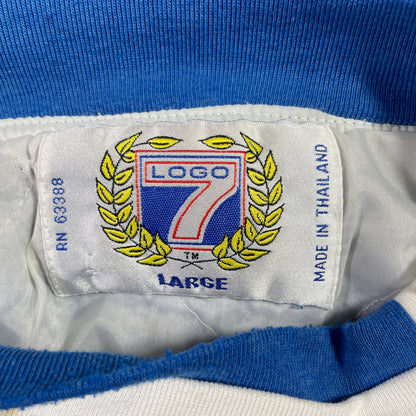 RN 63388
LOGO
7
TM
LARGE
MADE IN THAILAND